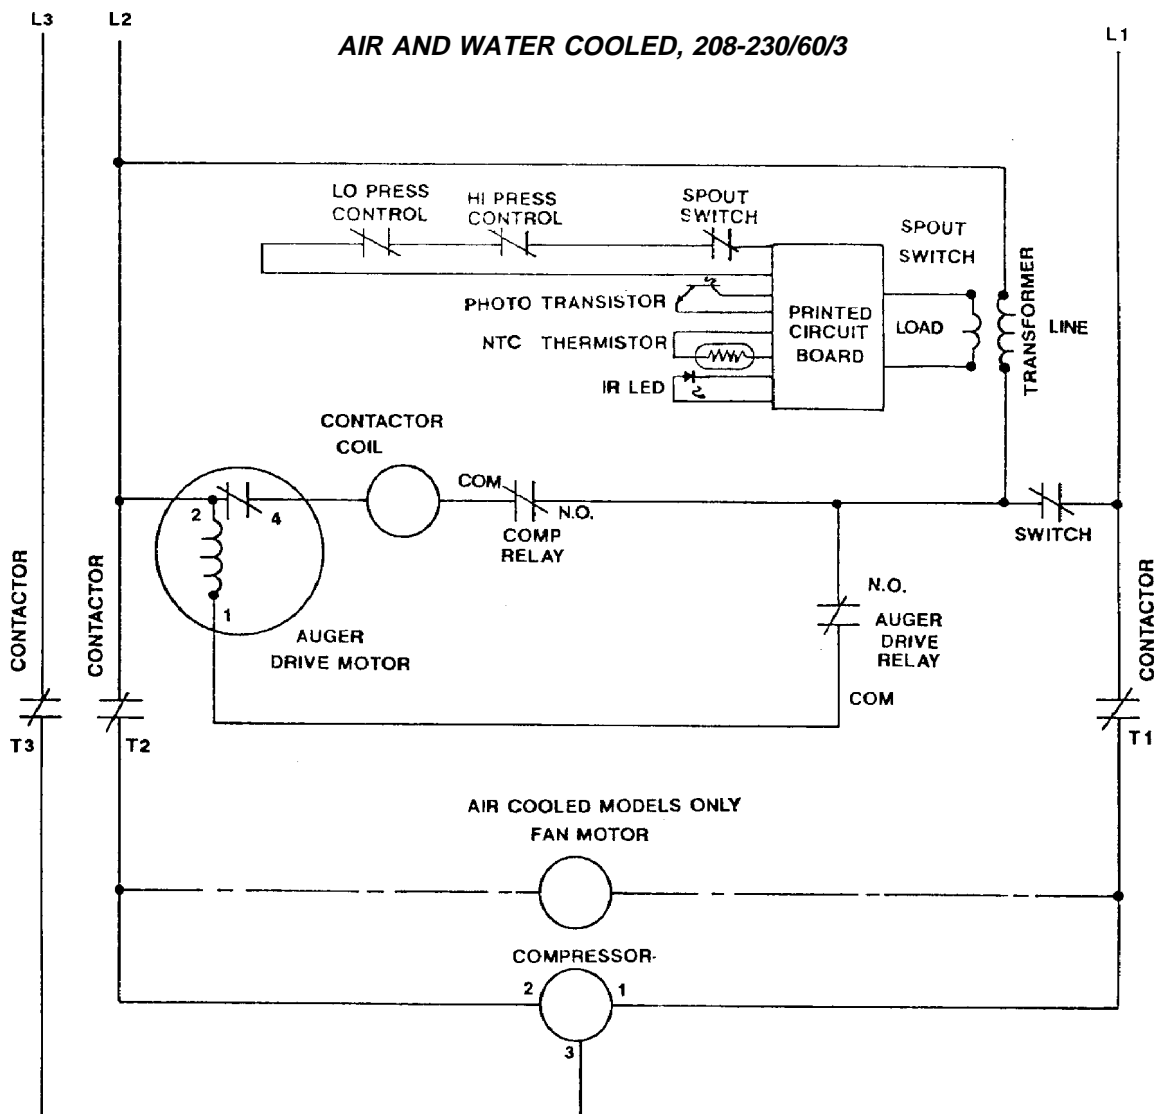 L3
L2
L1
AIR AND WATER COOLED, 208-230/60/3
LO PRESS
CONTROL
HI PRESS
CONTROL
SPOUT
SWITCH
SPOUT
SWITCH
PHOTO TRANSISTOR
NTC THERMISTOR
IR LED
PRINTED
CIRCUIT
BOARD
LOAD
TRANSFORMER
LINE
CONTACTOR
COIL
COM
N.O.
COMP
RELAY
SWITCH
2
4
1
AUGER
DRIVE MOTOR
N.O.
AUGER
DRIVE
RELAY
COM
CONTACTOR
CONTACTOR
CONTACTOR
T3
T2
T1
AIR COOLED MODELS ONLY
FAN MOTOR
COMPRESSOR
2
1
3